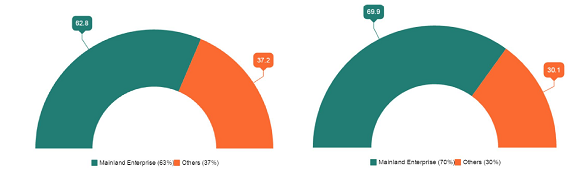 62.8
37.2
Mainland Enterprise (63%) Others (37%)
69.9
30.1
Mainland Enterprise (70%) Others (30%)